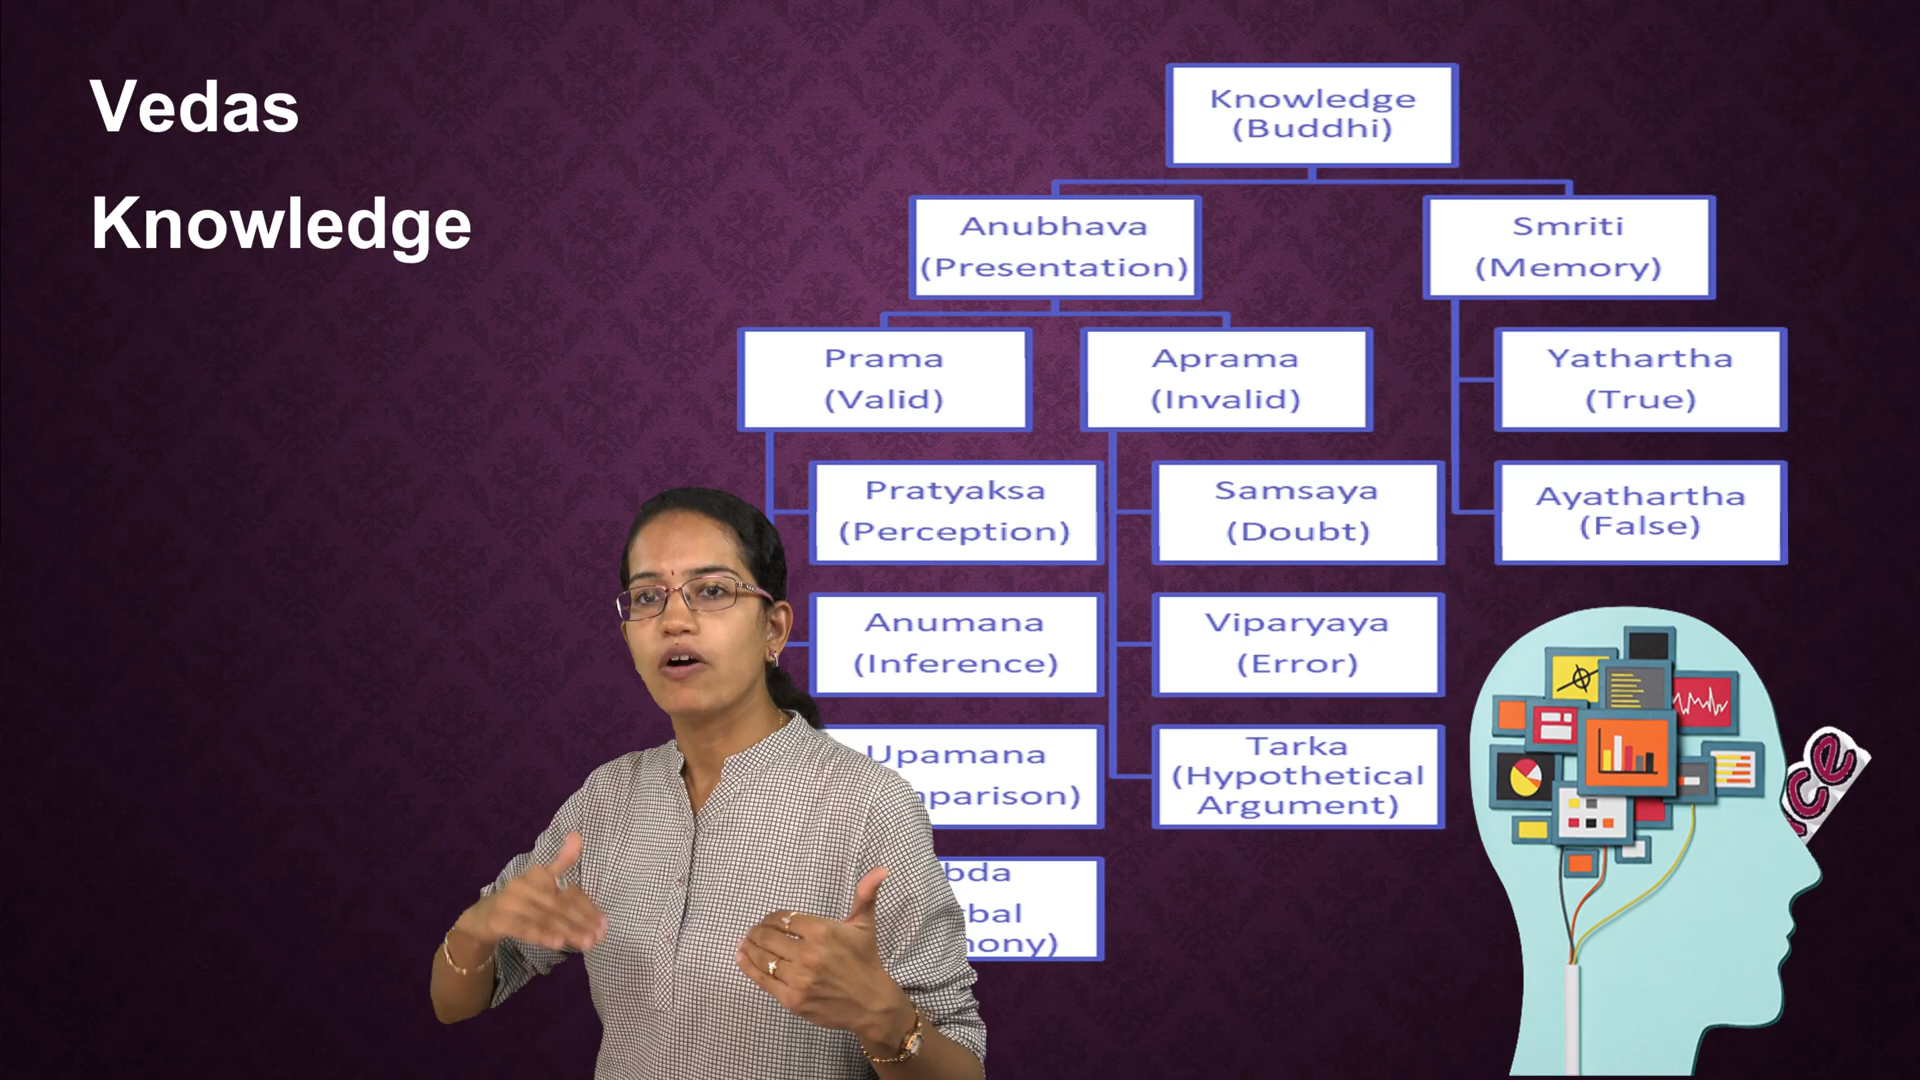 Vedas
Knowledge
Knowledge
(Buddhi)
Anubhava
(Presentation)
Smriti
(Memory)
Prama
(Valid)
Aprama
(Invalid)
Yathartha
(True)
Pratyaksa
(Perception)
Samsaya
(Doubt)
Ayathartha
(False)
Anumana
(Inference)
Viparyaya
(Error)
Upamana
Tarka
(Hypothetical
Argument)